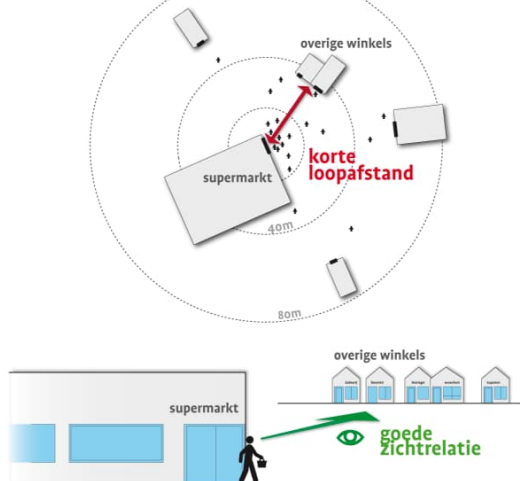 overige winkels
korte
loopafstand
supermarkt
40m
80m
overige winkels
supermarkt
goede
zichtrelatie